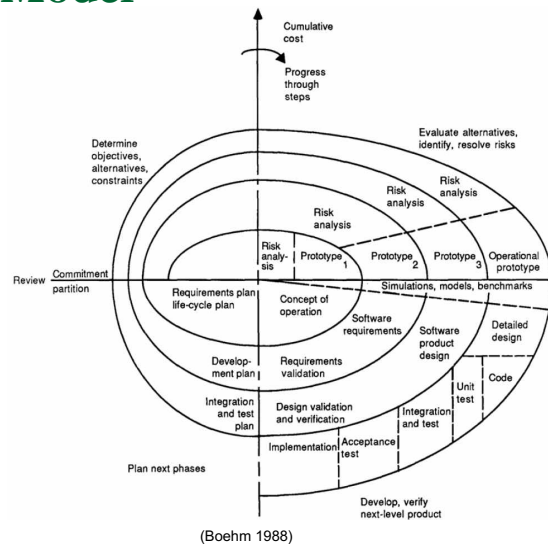 Model
Cumulative
cost
Progress
through
steps
Determine
objectives,
alternatives,
constraints
Evaluate alternatives,
identify, resolve risks
Risk
analysis
Risk
analysis
Risk
analysis
Risk
analy-
sis
Prototype 1
Prototype 2
Prototype 3
Operational
prototype
Review
Commitment
partition
Simulations, models, benchmarks
Requirements plan
life-cycle plan
Concept of
operation
Software
requirements
Software
product
design
Detailed
design
Develop-
ment plan
Requirements
validation
Code
Unit
test
Integration
and test
plan
Design validation
and verification
Integration
and test
Acceptance
test
Implementation
Plan next phases
Develop, verify
next-level product
(Boehm 1988)